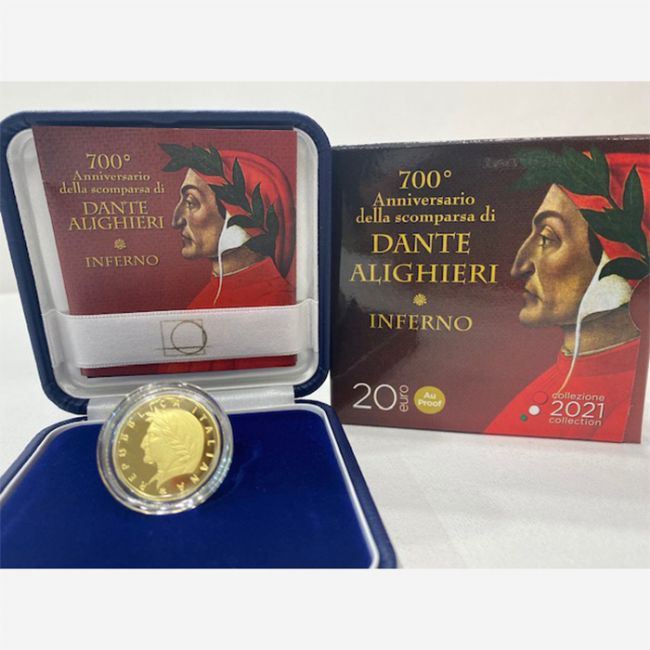 700°
Anniversario
della scomparsa di
DANTE
ALIGHIERI
INFERNO
REPUBBLICA ITALIANA
700°
Anniversario
della scomparsa di
DANTE
ALIGHIERI
INFERNO
20 euro
Au
Proof
collezione
2021
collection